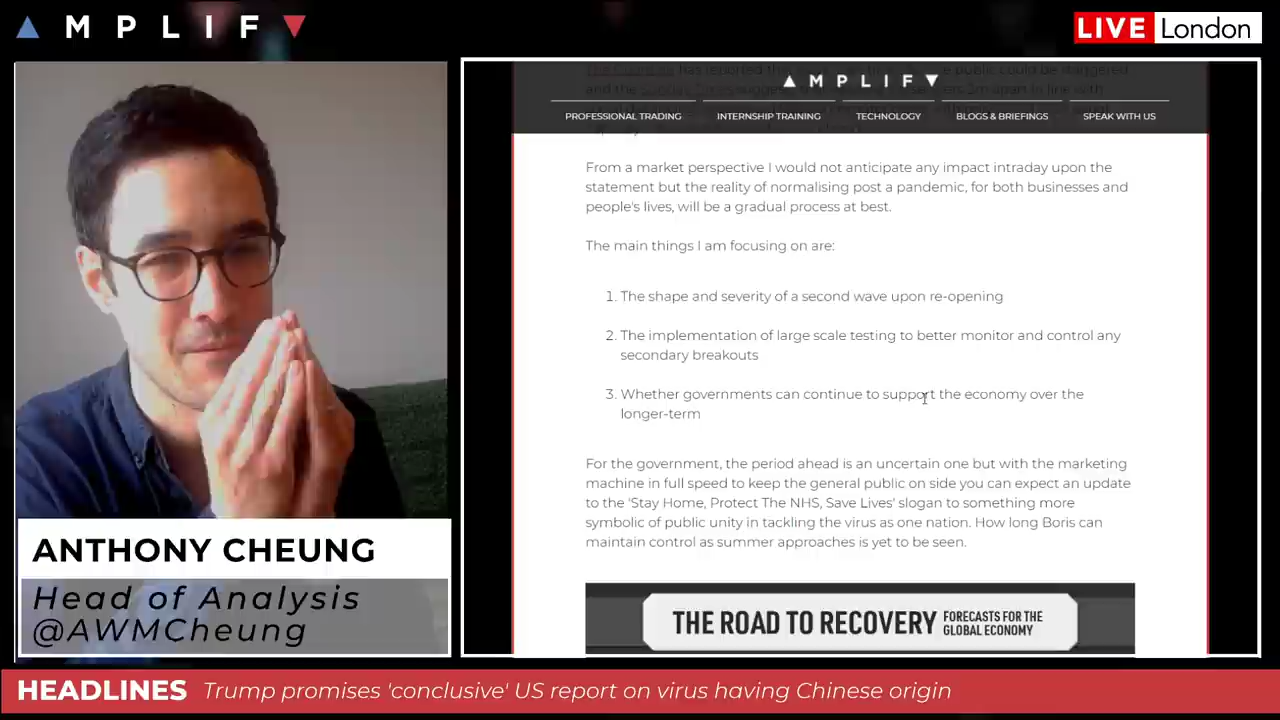 AMPLIFY
LIVE London
AMPLIFY
PROFESSIONAL TRADING
INTERNSHIP TRAINING
TECHNOLOGY
BLOGS & BRIEFINGS
SPEAK WITH US
From a market perspective I would not anticipate any impact intraday upon the
statement but the reality of normalising post a pandemic, for both businesses and
people's lives, will be a gradual process at best.
The main things I am focusing on are:
1. The shape and severity of a second wave upon re-opening
2. The implementation of large scale testing to better monitor and control any
secondary breakouts
3. Whether governments can continue to support the economy over the
longer-term
For the government, the period ahead is an uncertain one but with the marketing
machine in full speed to keep the general public on side you can expect an update
to the 'Stay Home, Protect The NHS, Save Lives' slogan to something more
symbolic of public unity in tackling the virus as one nation. How long Boris can
maintain control as summer approaches is yet to be seen.
THE ROAD TO RECOVERY FORECASTS FOR THE
GLOBAL ECONOMY
ANTHONY CHEUNG
Head of Analysis
@AWMCheung
HEADLINES Trump promises 'conclusive' US report on virus having Chinese origin